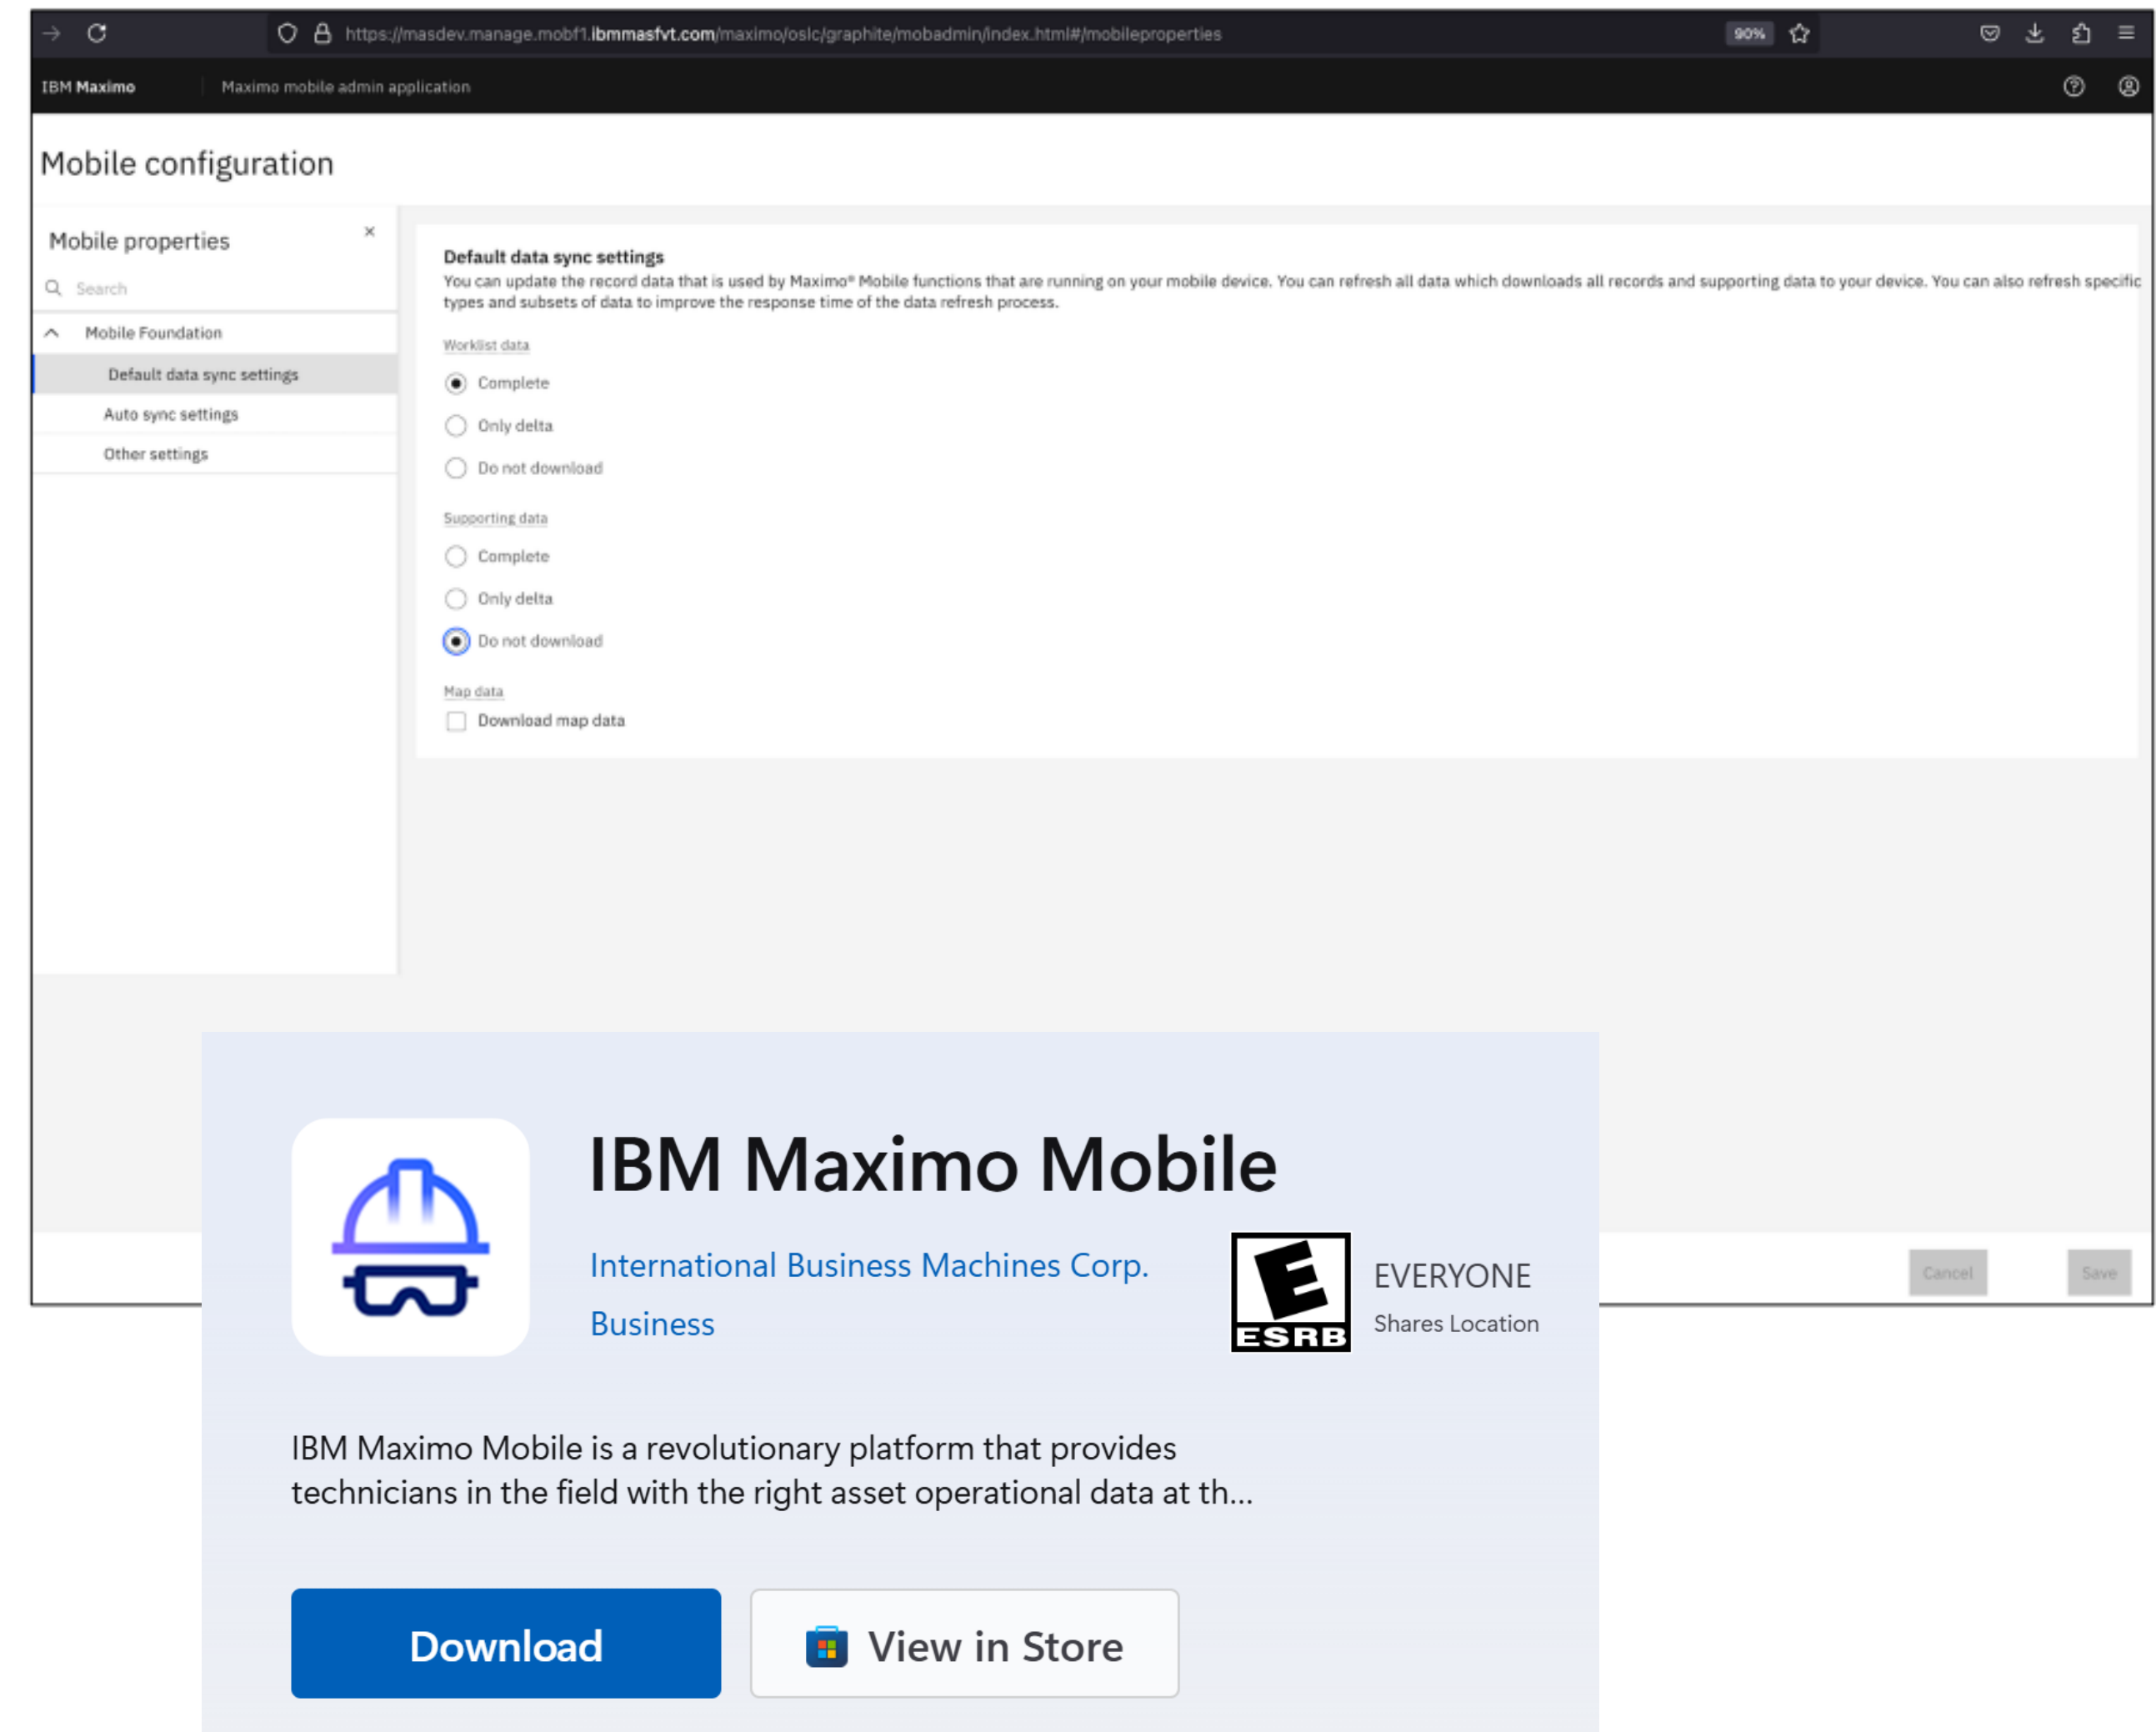 https://masdev.manage.mobf1.ibmmasfvt.com/maximo/oslc/graphite/mobadmin/index.html#/mobileproperties
90%
IBM Maximo
Maximo mobile admin application
Mobile configuration
Mobile properties
Search
Mobile Foundation
Default data sync settings
Auto sync settings
Other settings
Default data sync settings
You can update the record data that is used by Maximo® Mobile functions that are running on your mobile device. You can refresh all data which downloads all records and supporting data to your device. You can also refresh specific
types and subsets of data to improve the response time of the data refresh process.
Worklist data
Complete
Only delta
Do not download
Supporting data
Complete
Only delta
Do not download
Map data
Download map data
Cancel
Save
IBM Maximo Mobile
International Business Machines Corp.
Business
E
ESRB
EVERYONE
Shares Location
IBM Maximo Mobile is a revolutionary platform that provides
technicians in the field with the right asset operational data at th...
Download
View in Store